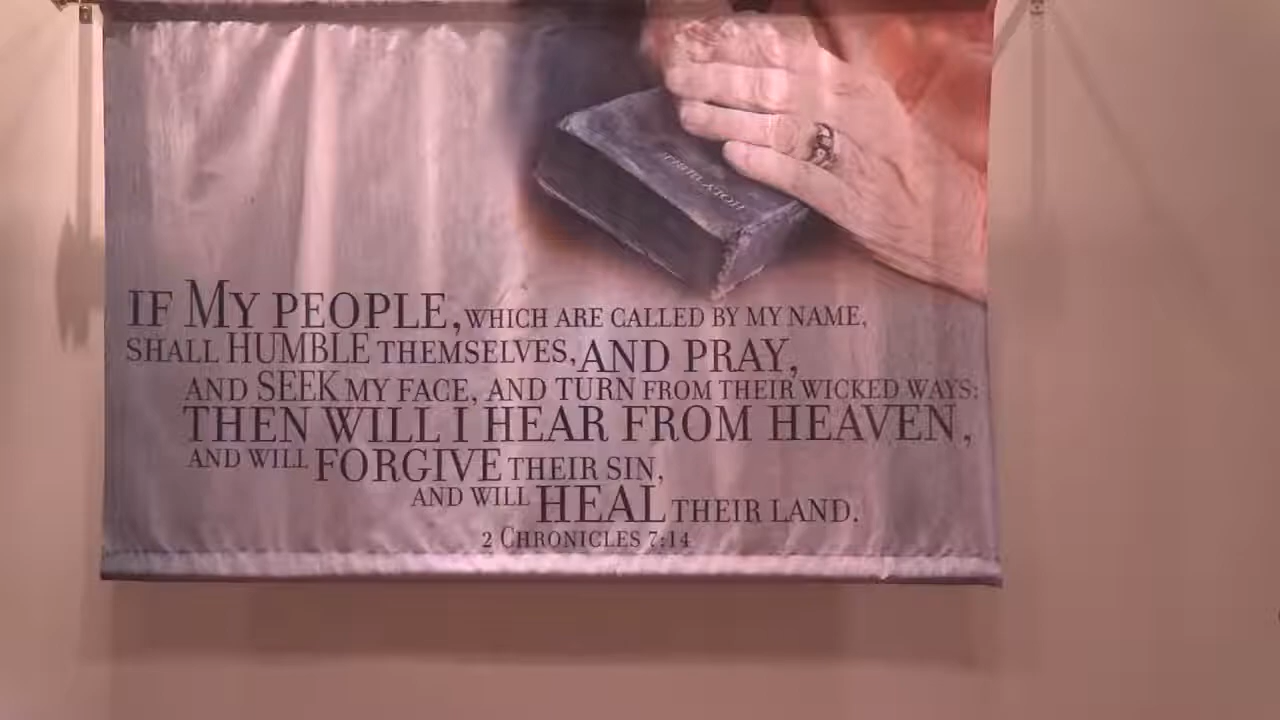 HOLY BIBLE
IF MY PEOPLE, WHICH ARE CALLED BY MY NAME,
SHALL HUMBLE THEMSELVES, AND PRAY,
AND SEEK MY FACE, AND TURN FROM THEIR WICKED WAYS;
THEN WILL I HEAR FROM HEAVEN,
AND WILL FORGIVE THEIR SIN,
AND WILL HEAL THEIR LAND.
2 CHRONICLES 7:14